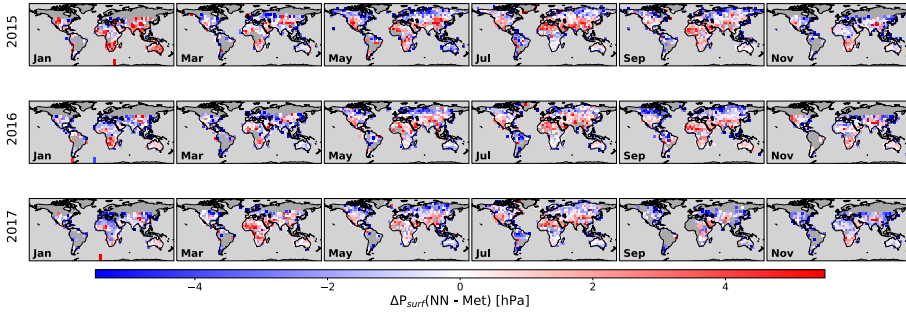 2015
Jan Mar May Jul Sep Nov
2016
Jan Mar May Jul Sep Nov
2017
Jan Mar May Jul Sep Nov
−4 −2 0 2 4
ΔPsurf(NN - Met) [hPa]